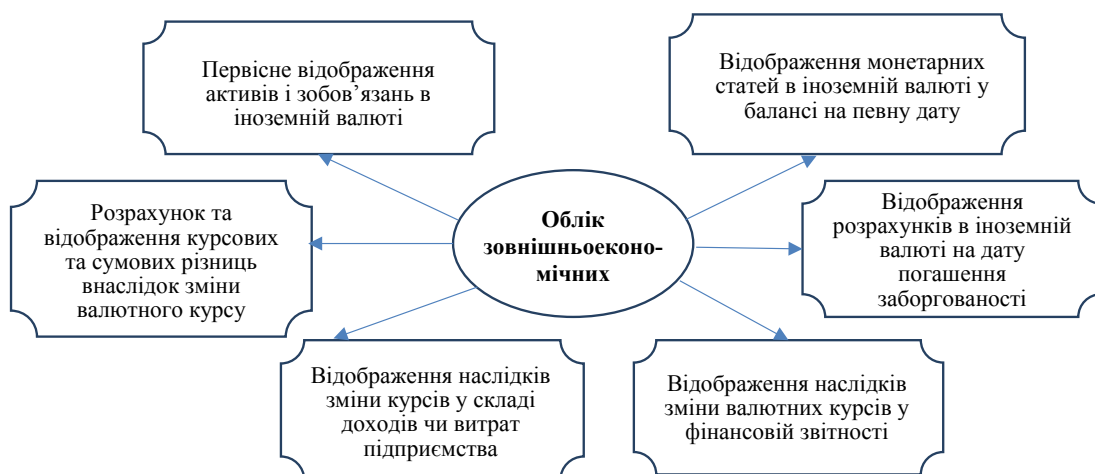 Первісне відображення
активів і зобов’язань в
іноземній валюті
Відображення монетарних
статей в іноземній валюті у
балансі на певну дату
Розрахунок та
відображення курсових
та сумових різниць
внаслідок зміни
валютного курсу
Облік
зовнішньоеконо-
мічних
Відображення
розрахунків в іноземній
валюті на дату
погашення
заборгованості
Відображення наслідків
зміни курсів у складі
доходів чи витрат
підприємства
Відображення наслідків
зміни валютних курсів у
фінансовій звітності